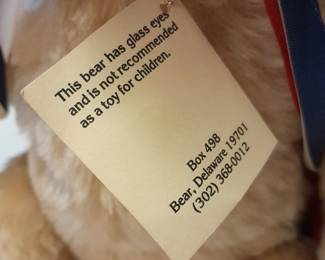 This bear has glass eyes
and is not recommended
as a toy for children.
Box 498
Bear, Delaware 19701
(302) 368-0012